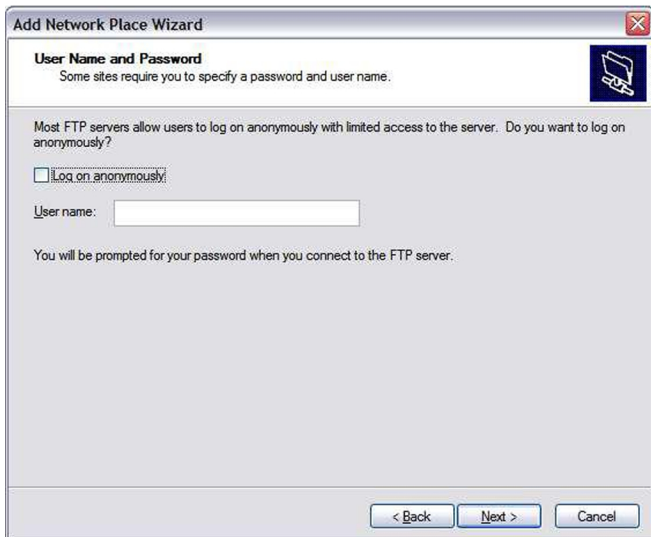 Add Network Place Wizard
User Name and Password
Some sites require you to specify a password and user name.
Most FTP servers allow users to log on anonymously with limited access to the server.  Do you want to log on
anonymously?
Log on anonymously
User name:
You will be prompted for your password when you connect to the FTP server.
< Back
Next >
Cancel